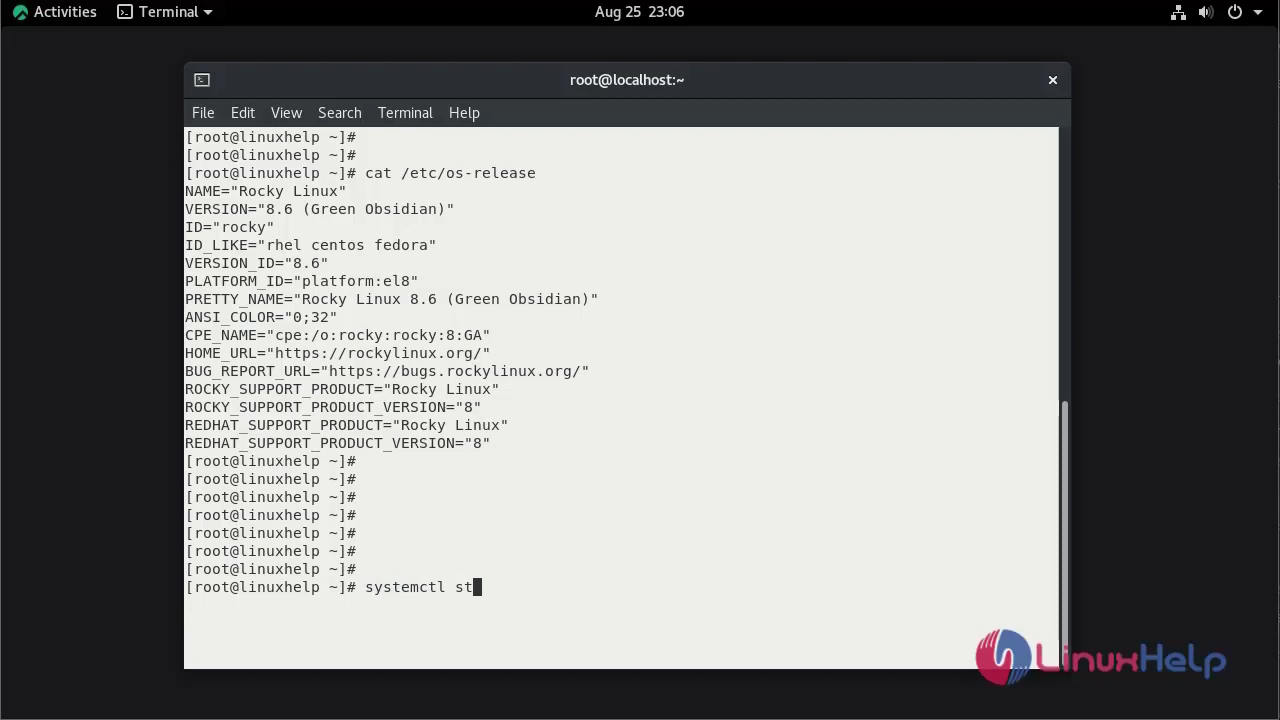 Activities Terminal Aug 25 23:06
root@localhost:~
File Edit View Search Terminal Help
[root@linuxhelp ~]#
[root@linuxhelp ~]#
[root@linuxhelp ~]# cat /etc/os-release
NAME="Rocky Linux"
VERSION="8.6 (Green Obsidian)"
ID="rocky"
ID_LIKE="rhel centos fedora"
VERSION_ID="8.6"
PLATFORM_ID="platform:el8"
PRETTY_NAME="Rocky Linux 8.6 (Green Obsidian)"
ANSI_COLOR="0;32"
CPE_NAME="cpe:/o:rocky:rocky:8:GA"
HOME_URL="https://rockylinux.org/"
BUG_REPORT_URL="https://bugs.rockylinux.org/"
ROCKY_SUPPORT_PRODUCT="Rocky Linux"
ROCKY_SUPPORT_PRODUCT_VERSION="8"
REDHAT_SUPPORT_PRODUCT="Rocky Linux"
REDHAT_SUPPORT_PRODUCT_VERSION="8"
[root@linuxhelp ~]#
[root@linuxhelp ~]#
[root@linuxhelp ~]#
[root@linuxhelp ~]#
[root@linuxhelp ~]#
[root@linuxhelp ~]#
[root@linuxhelp ~]#
[root@linuxhelp ~]# systemctl st
LinuxHelp